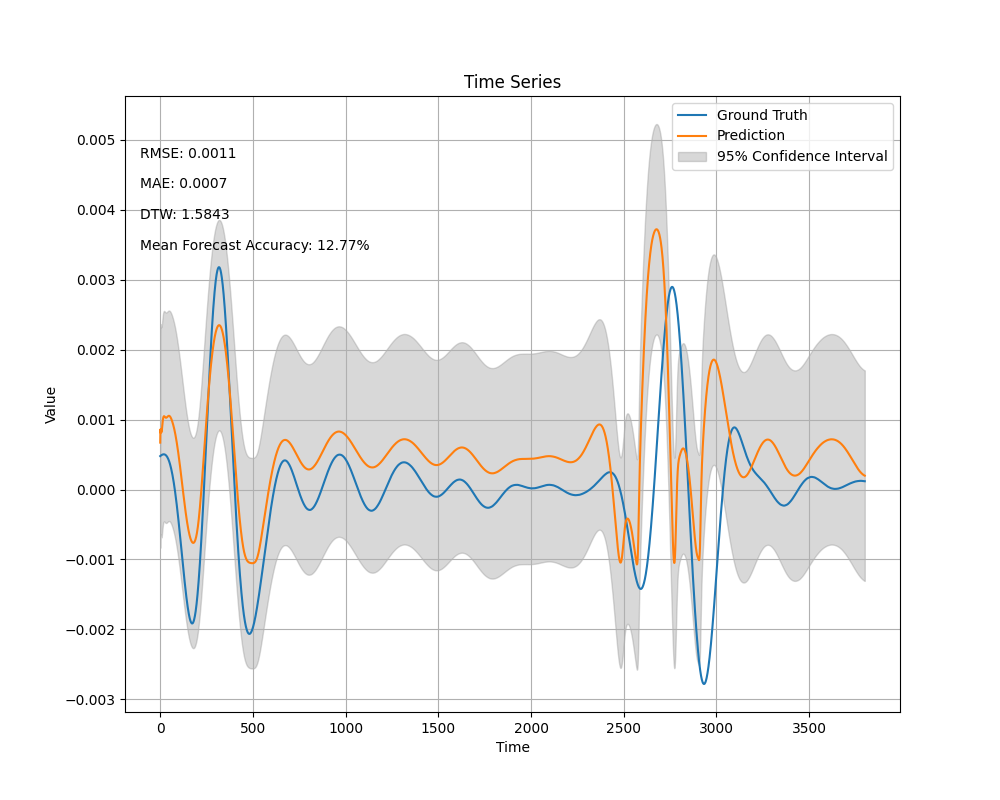 Time Series
Ground Truth
Prediction
95% Confidence Interval
RMSE: 0.0011
MAE: 0.0007
DTW: 1.5843
Mean Forecast Accuracy: 12.77%
Value
0.005
0.004
0.003
0.002
0.001
0.000
−0.001
−0.002
−0.003
0
500
1000
1500
2000
2500
3000
3500
Time